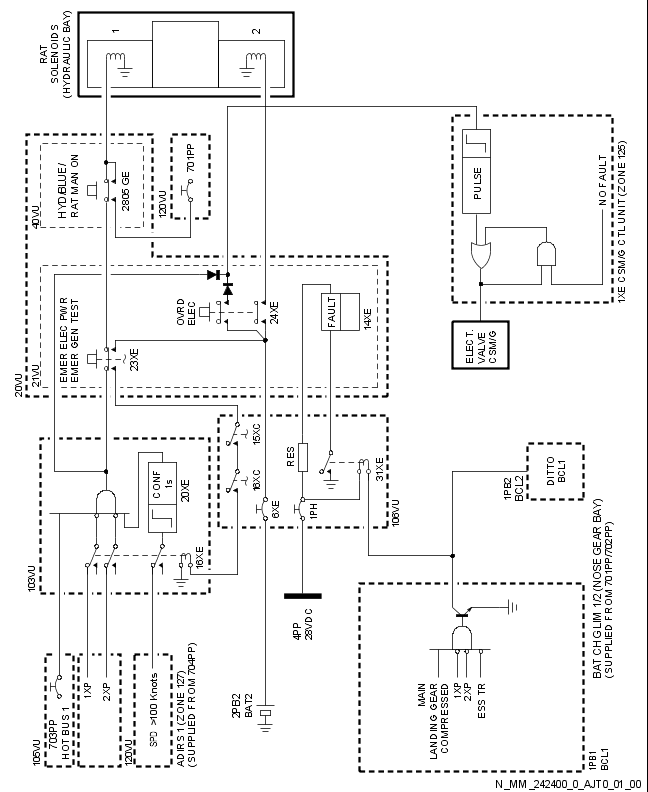 RAT
SOLENOIDS
(HYDRAULIC BAY)
1
2
40VU
HYD/BLUE/
RAT MAN ON
2805 GE
120VU
701PP
PULSE
NO FAULT
1XE CSM/G CTL UNIT (ZONE 125)
20VU
21VU
EMER ELEC PWR
EMER GEN TEST
23XE
OVRD
ELEC
24XE
FAULT
14XE
ELECT.
VALVE
CSM/G
103VU
CONF
1s
20XE
16XE
15XC
16XC
6XE
RES
1PH
31XE
106VU
1PB2
BCL2
DITTO
BCL1
BAT CHG LIM 1/2 (NOSE GEAR BAY)
(SUPPLIED FROM 701PP/702PP)
105VU
703PP
HOT BUS 1
1XP
2XP
120VU
SPD >100 Knots
ADIRS 1 (ZONE 127)
(SUPPLIED FROM 704PP)
2PB2
BAT2
4PP
28VDC
MAIN
LANDING GEAR
COMPRESSED
1XP
2XP
ESS TR
1PB1
BCL1
N_MM_242400_0_AJT0_01_00